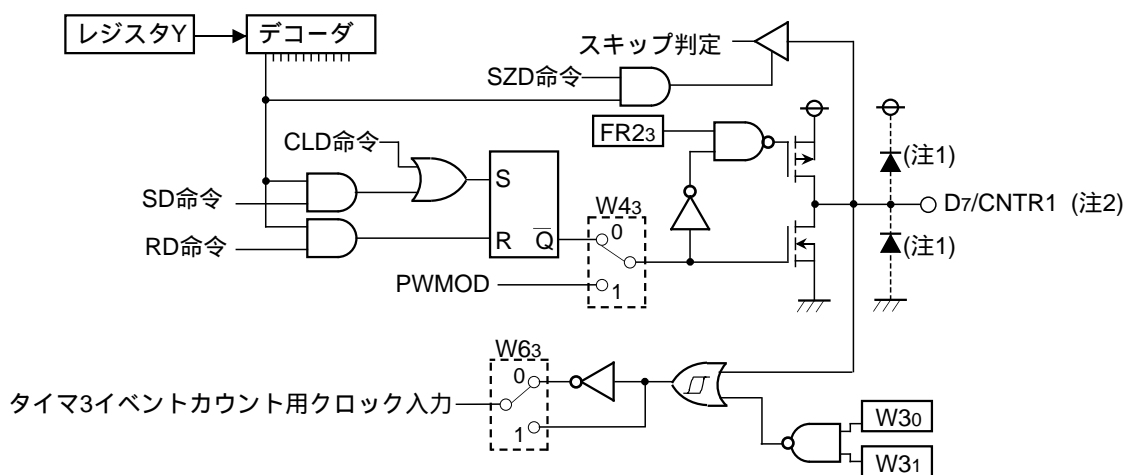 レジスタY
デコーダ
スキップ判定
SZD命令
FR23
CLD命令
(注1)
S
W43
D7/CNTR1 (注2)
SD命令
0
(注1)
RD命令
R
Q
PWMOD
1
W63
0
タイマ3イベントカウント用クロック入力
W30
1
W31